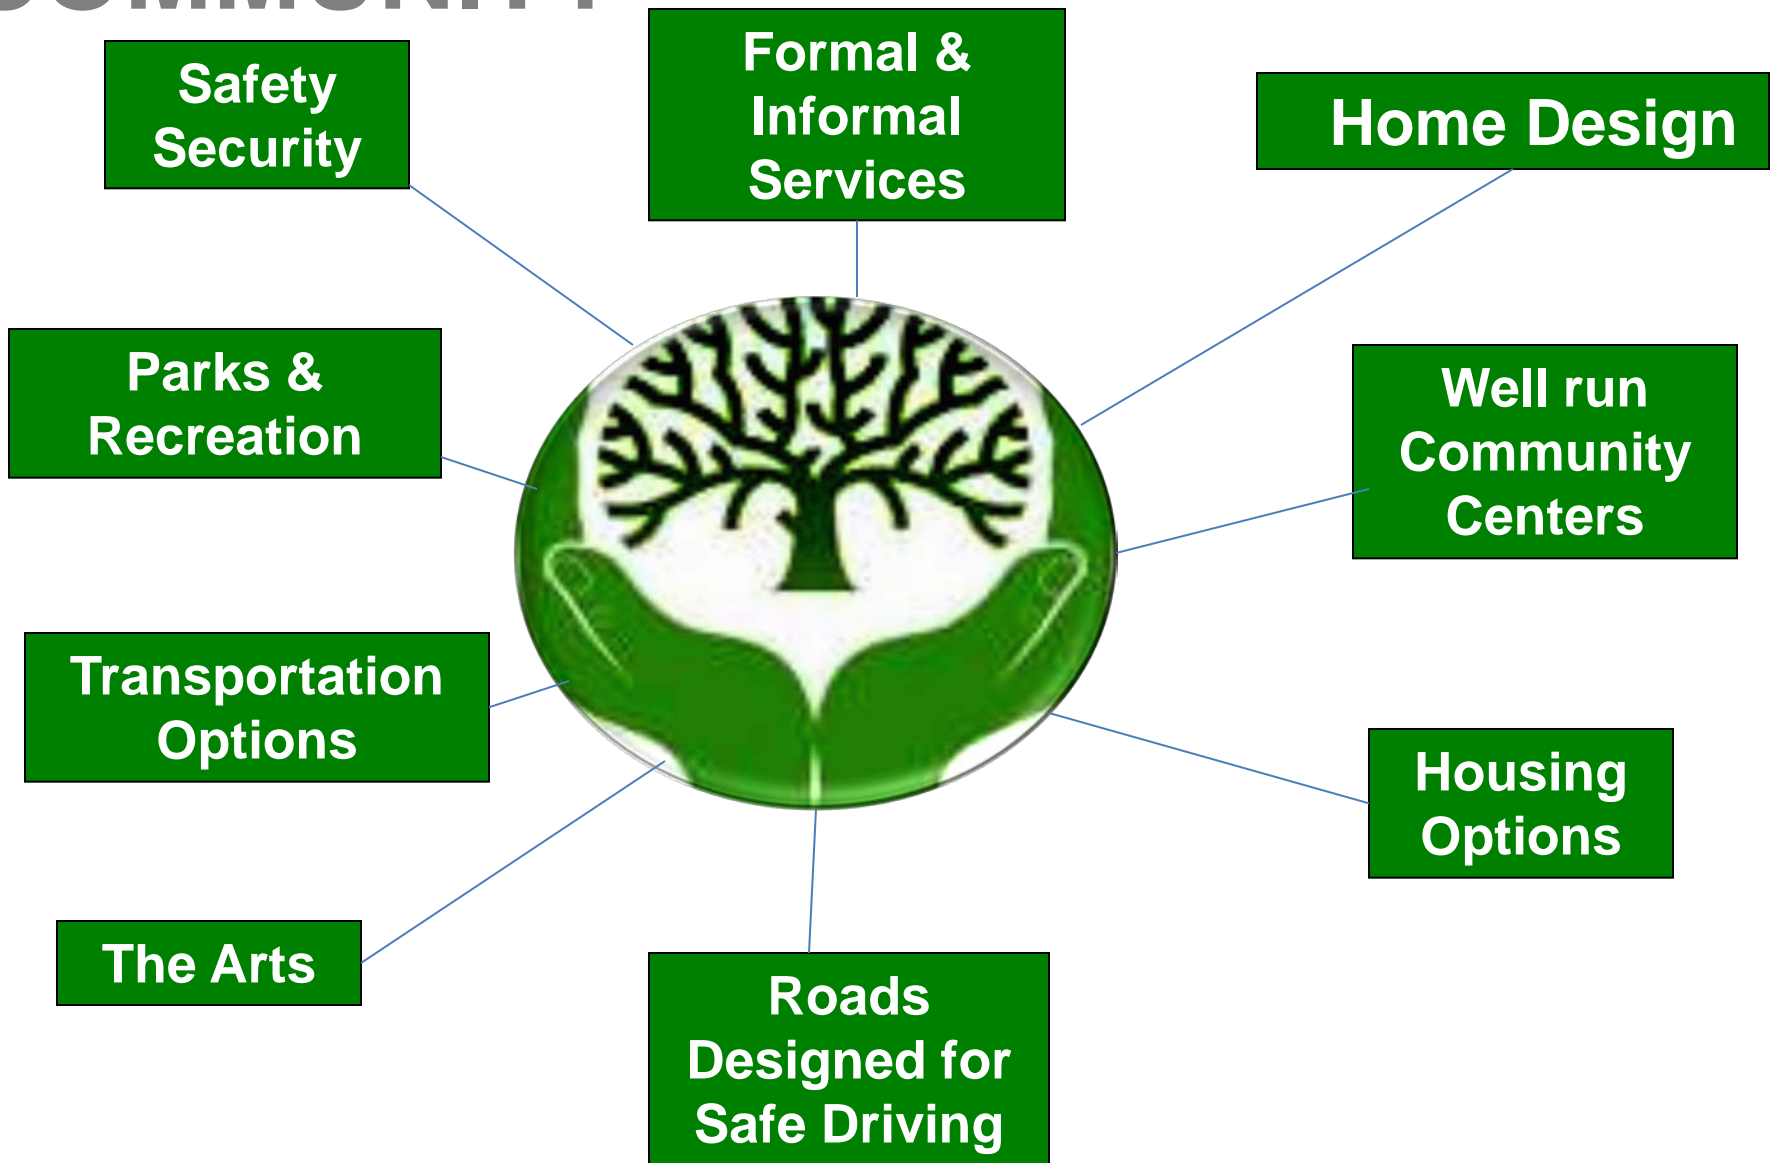 COMMUNITY
Safety
Security
Formal &
Informal
Services
Home Design
Parks &
Recreation
Well run
Community
Centers
Transportation
Options
Housing
Options
The Arts
Roads
Designed for
Safe Driving